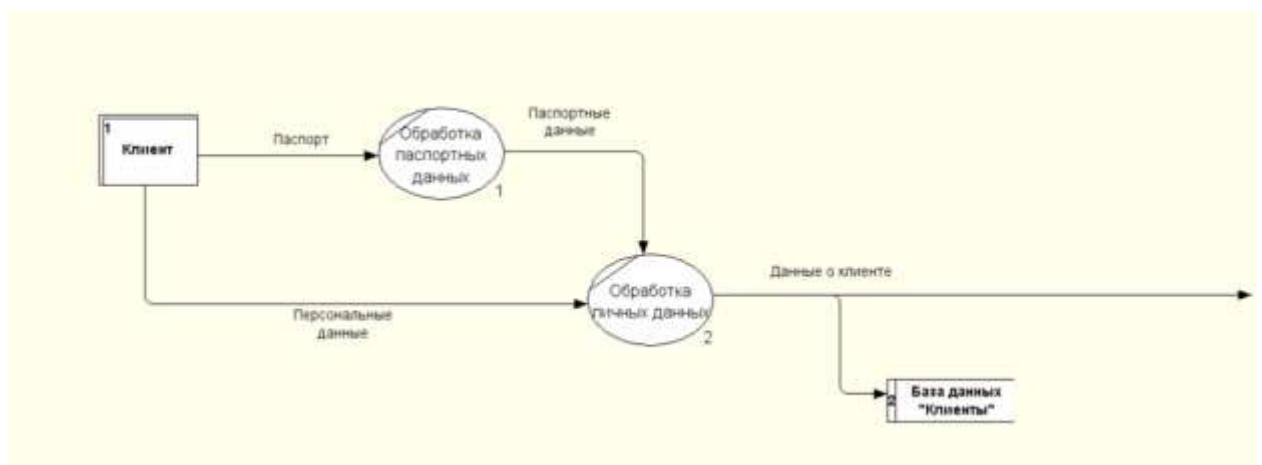 1
Клиент
Паспорт
Обработка
паспортных
данных
1
Паспортные
данные
Персональные
данные
Обработка
личных данных
2
Данные о клиенте
База данных
"Клиенты"